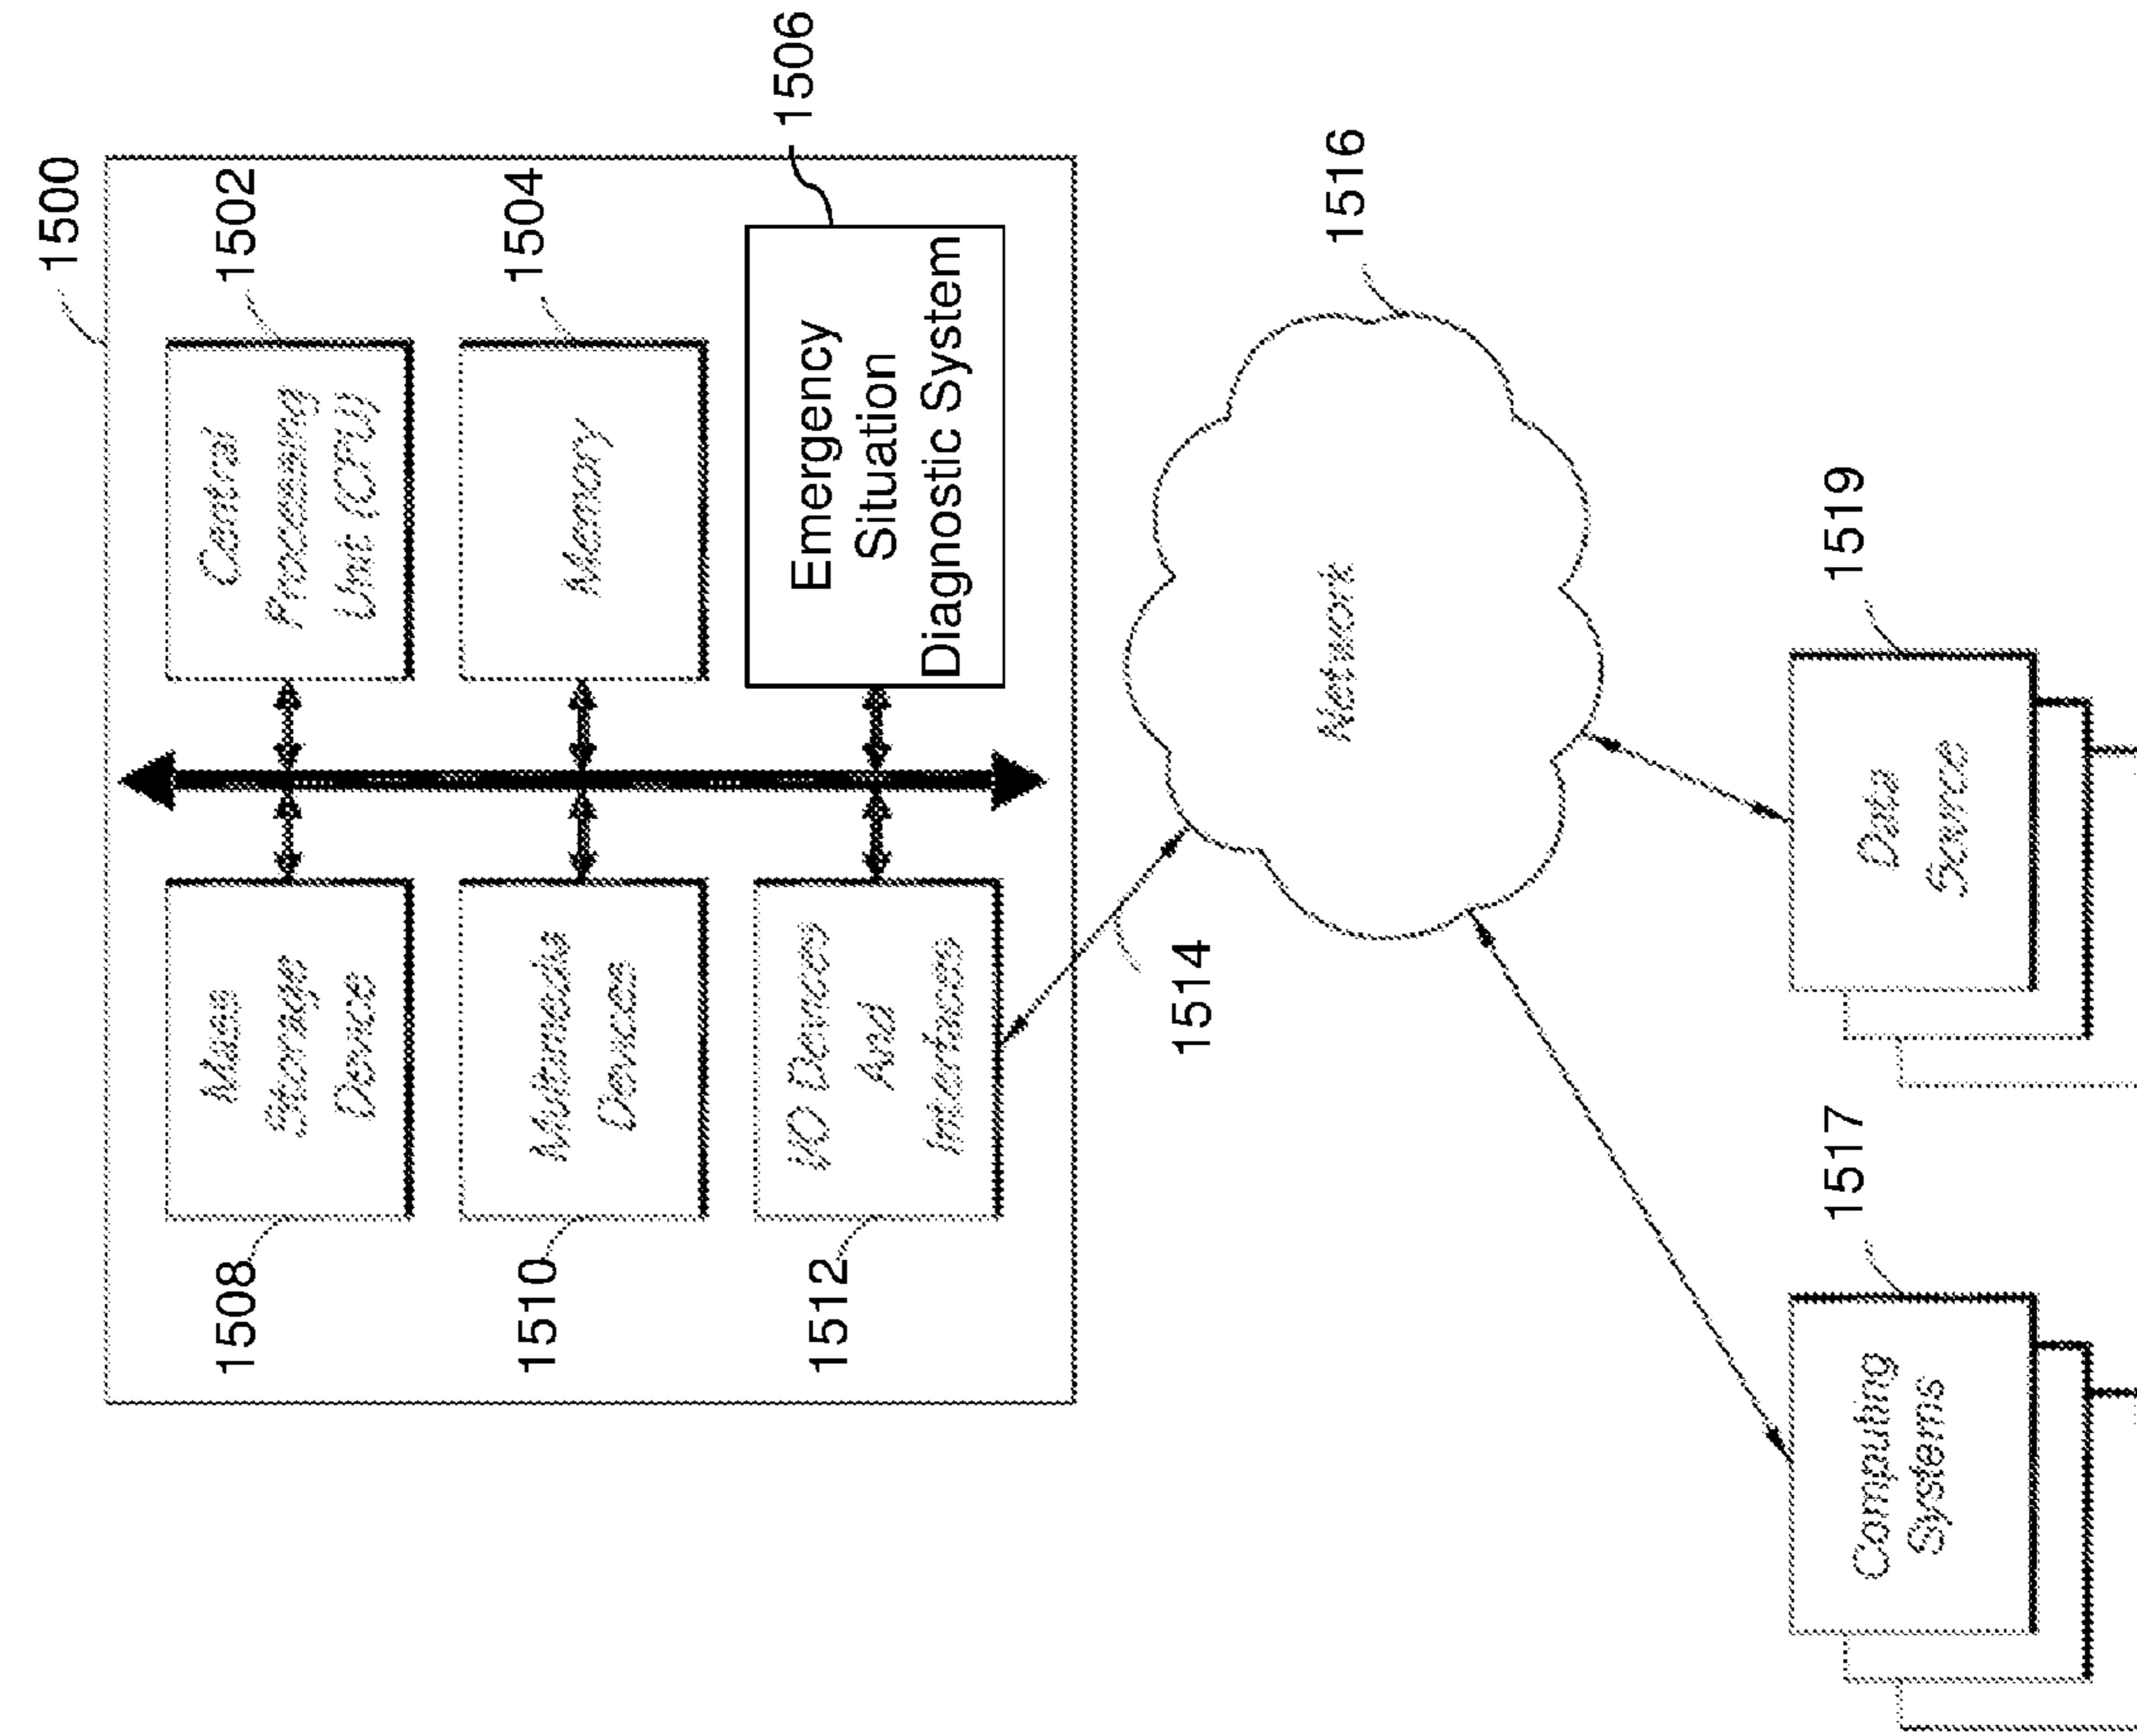 1500
1508
Mass
Storage
Device
Central
Processing
Unit (CPU)
1502
1510
Multimedia
Devices
Memory
1504
1512
I/O Devices
And
Interfaces
Emergency
Situation
Diagnostic System
1506
1514
Network
1516
1517
Computing
Systems
1519
Data
Source